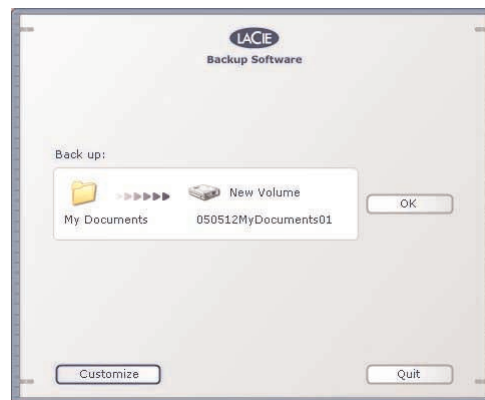 LACIE
Backup Software
Back up:
New Volume
My Documents 050512MyDocuments01
OK
Customize
Quit